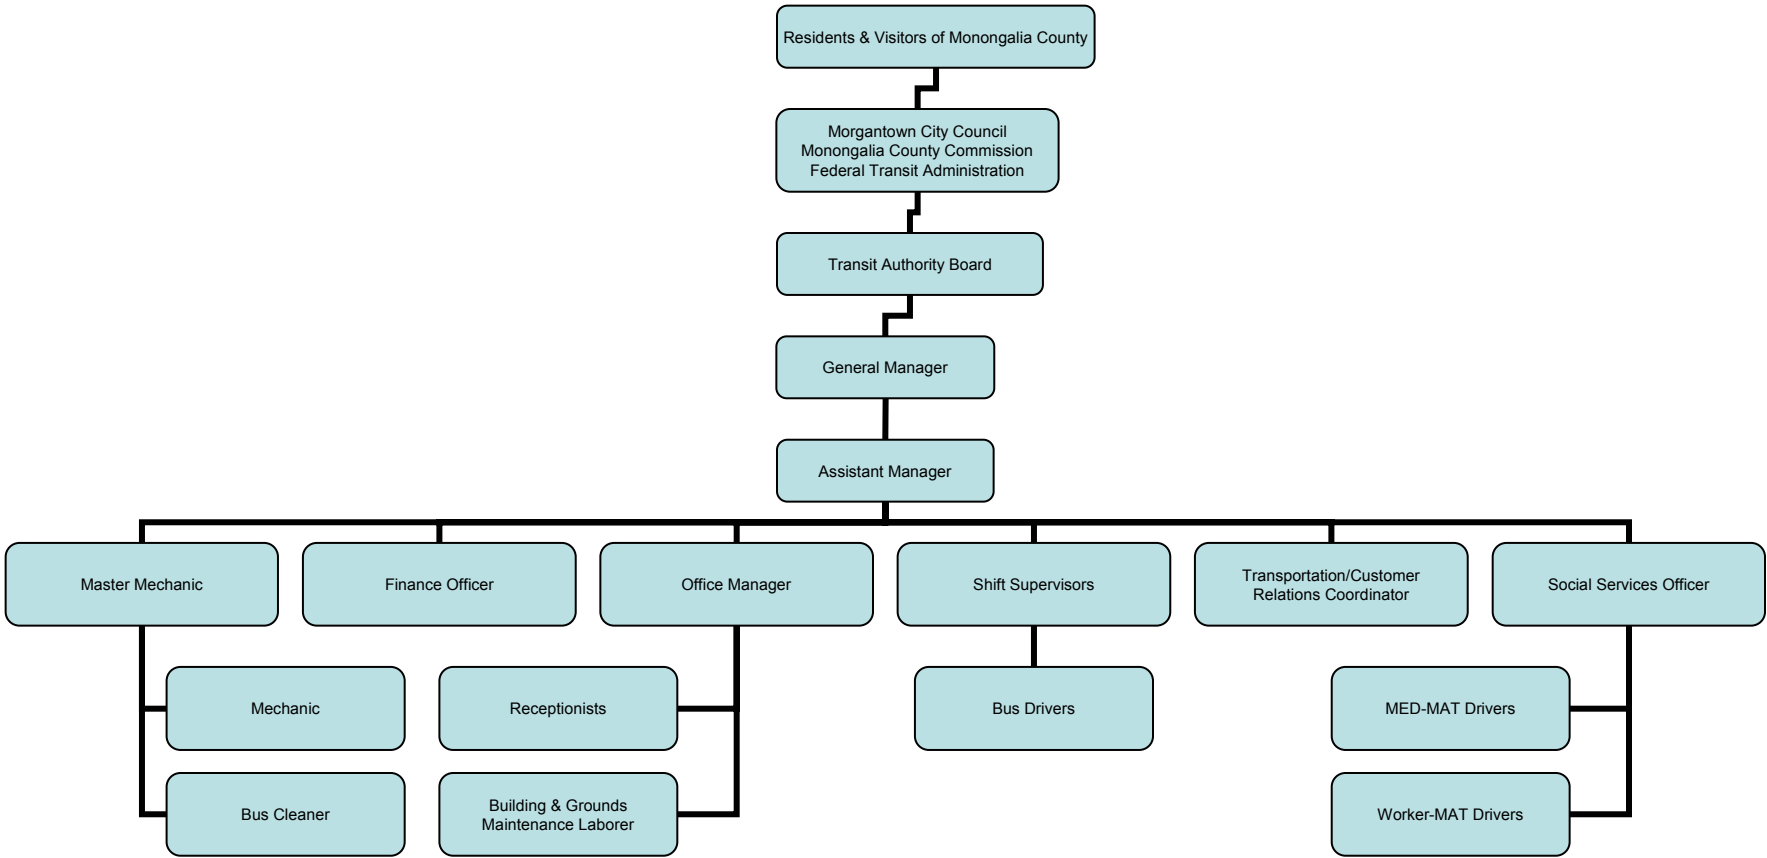 Residents & Visitors of Monongalia County
Morgantown City Council
Monongalia County Commission
Federal Transit Administration
Transit Authority Board
General Manager
Assistant Manager
Master Mechanic
Finance Officer
Office Manager
Shift Supervisors
Transportation/Customer
Relations Coordinator
Social Services Officer
Mechanic
Receptionists
Bus Drivers
MED-MAT Drivers
Bus Cleaner
Building & Grounds
Maintenance Laborer
Worker-MAT Drivers